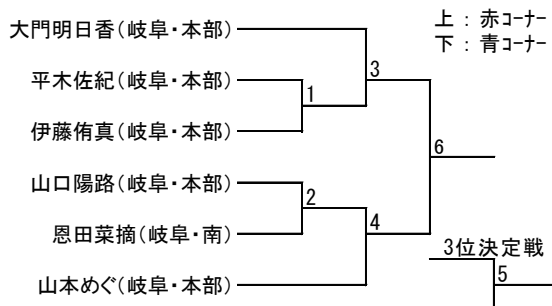 上 : 赤コーナー
下 : 青コーナー
大門明日香(岐阜・本部)
3
平木佐紀(岐阜・本部)
1
伊藤侑真(岐阜・本部)
6
山口陽路(岐阜・本部)
2
4
恩田菜摘(岐阜・南)
3位決定戦
5
山本めぐ(岐阜・本部)